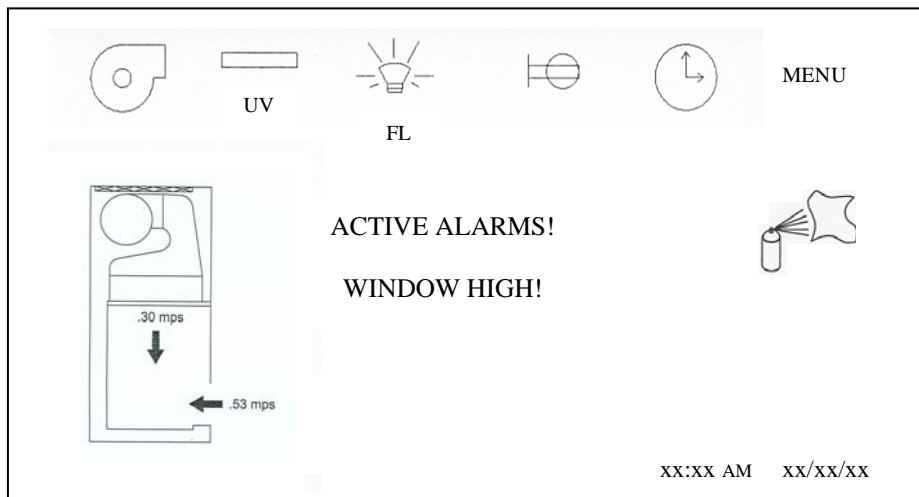 MENU
UV
FL
ACTIVE ALARMS!
WINDOW HIGH!
.30 mps
.53 mps
xx:xx AM xx/xx/xx